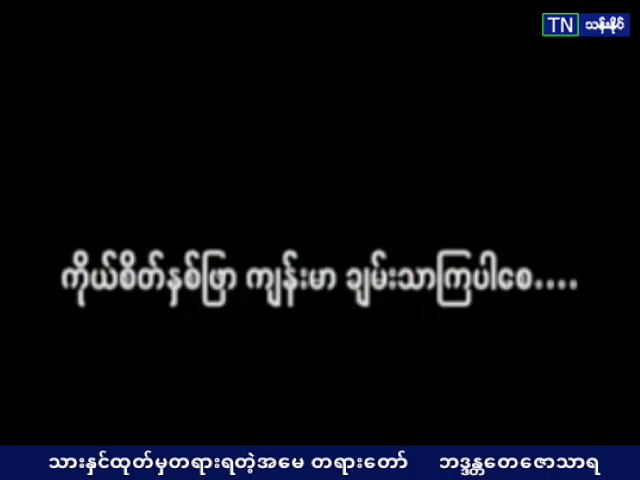 TN သန်းနိုင်
ကိုယ်စိတ်နှစ်ဖြာ ကျန်းမာ ချမ်းသာကြပါစေ....
သားနှင်ထုတ်မှတရားရတဲ့အမေ တရားတော် ဘဒ္ဒန္တတေဇောသာရ